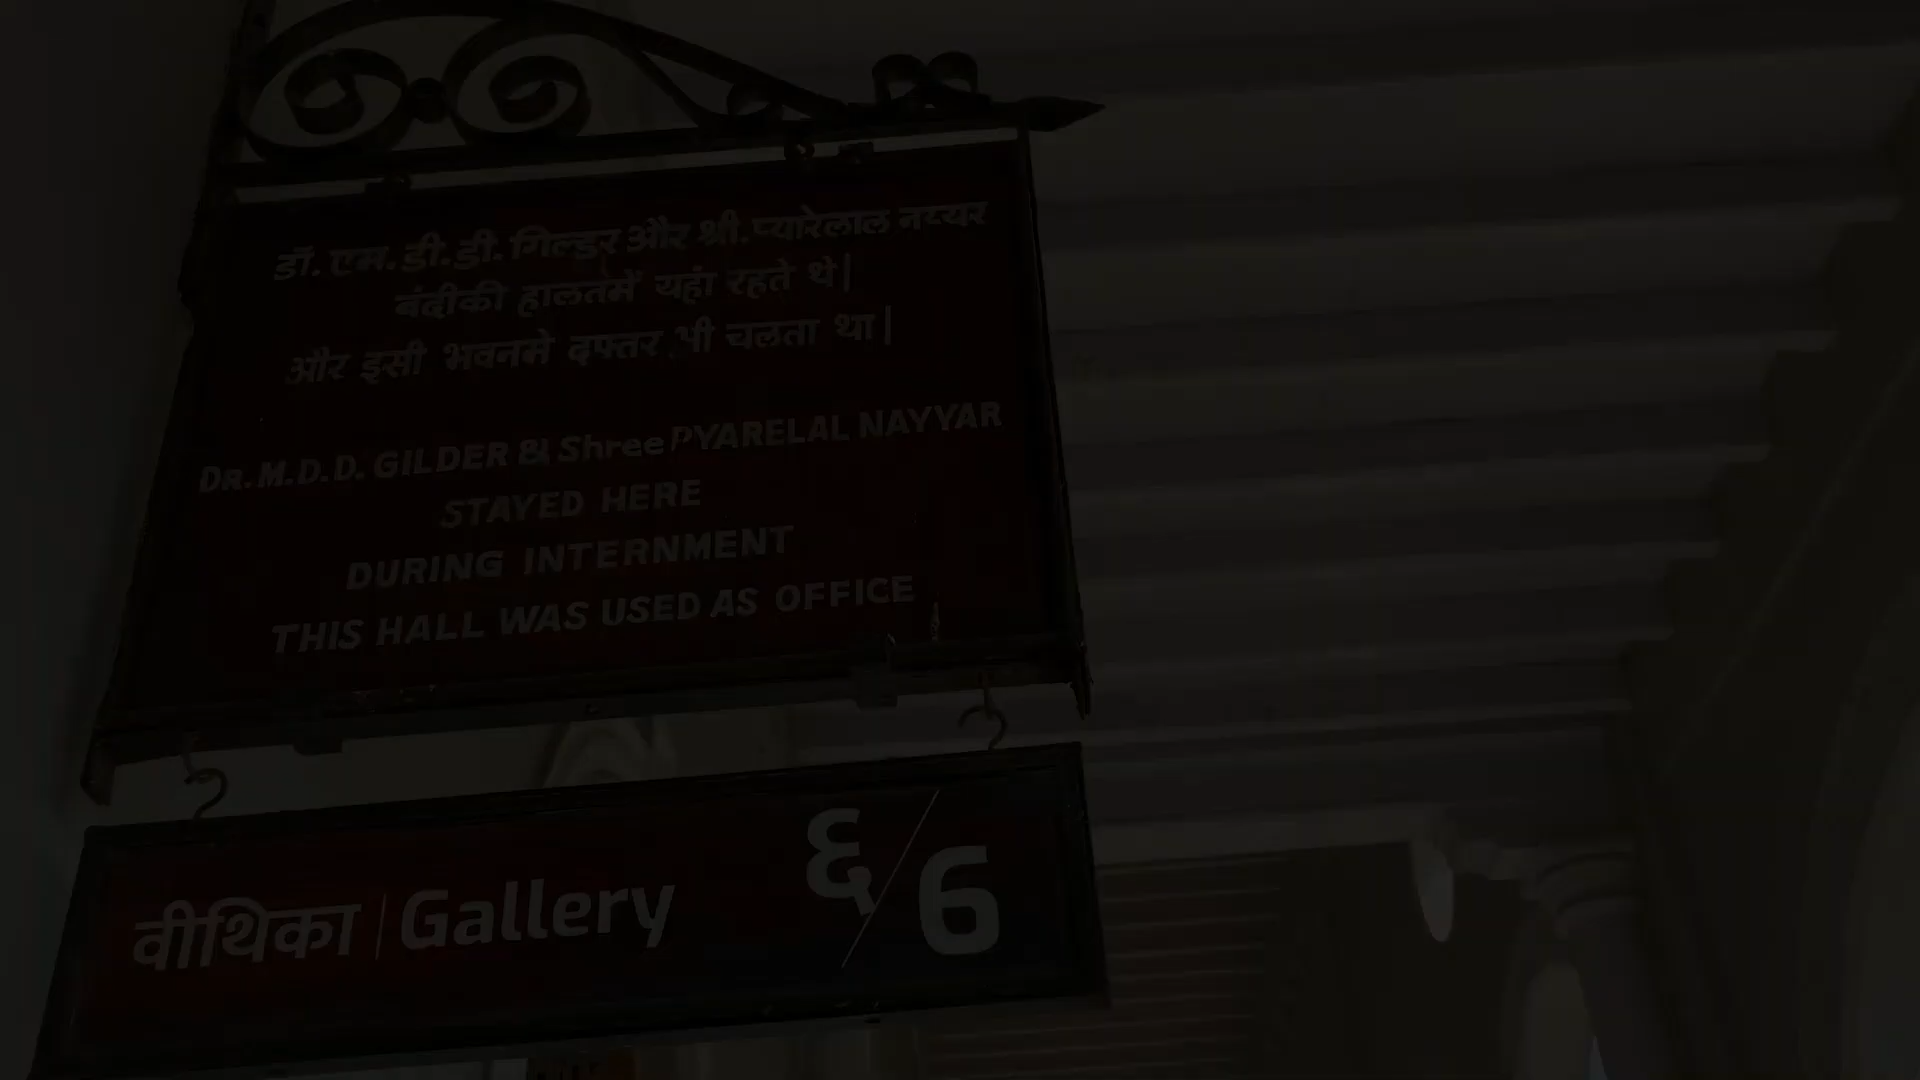 डॉ. एम. डी. डी. गिल्डर और श्री. प्यारेलाल नय्यर
बंदीकी हालतमें यहां रहते थे|
और इसी भवनमे दफ्तर भी चलता था|
DR. M.D.D. GILDER & Shree PYARELAL NAYYAR
STAYED HERE
DURING INTERNMENT
THIS HALL WAS USED AS OFFICE
वीथिका | Gallery ६/6